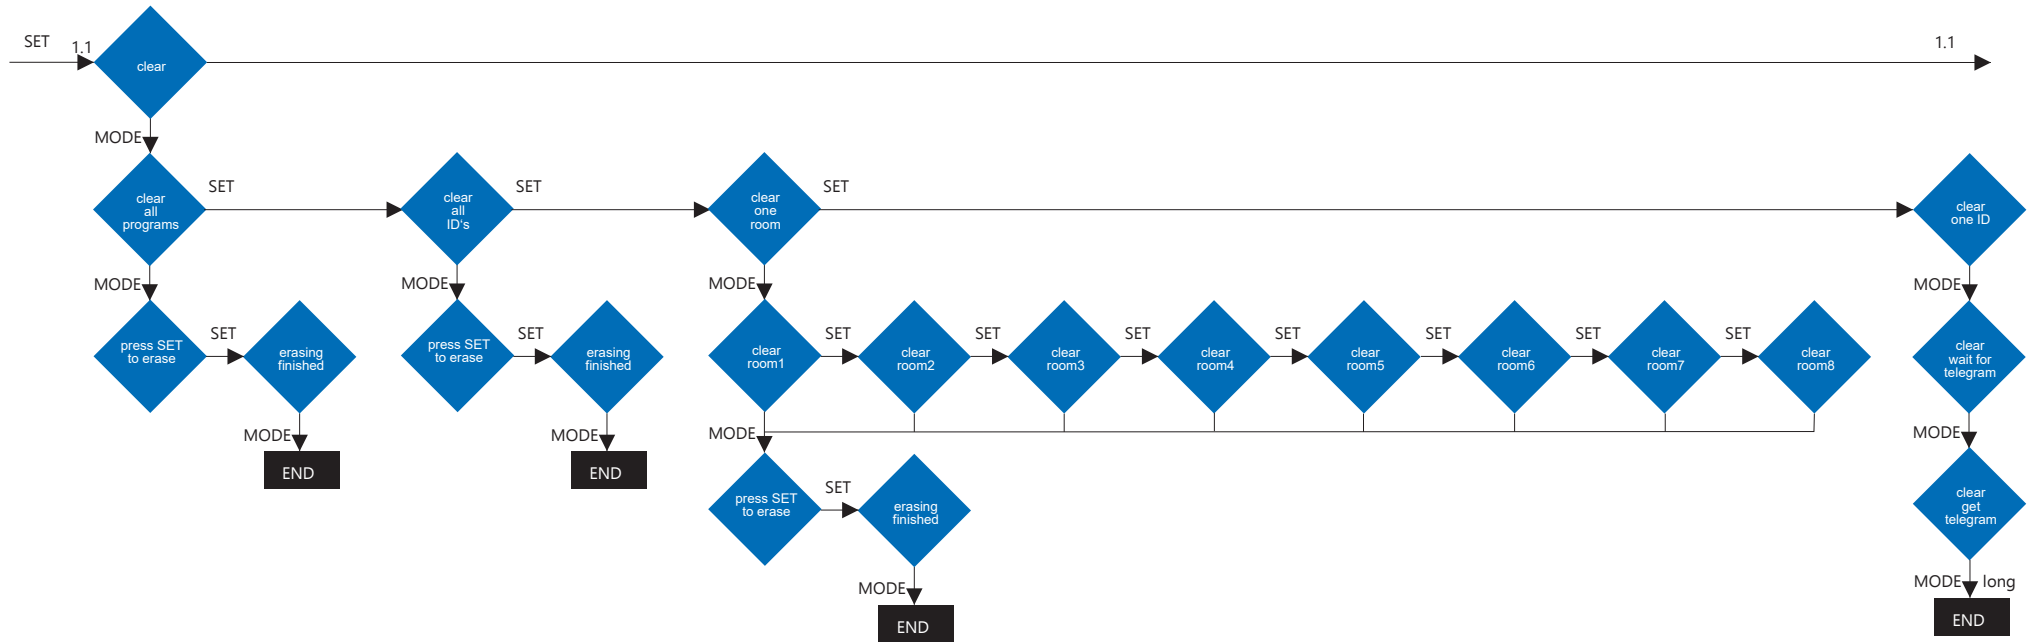 SET
1.1
clear
1.1
MODE
clear
all
programs
SET
clear
all
ID's
SET
clear
one
room
SET
clear
one ID
MODE
MODE
MODE
MODE
press SET
to erase
SET
erasing
finished
press SET
to erase
SET
erasing
finished
clear
room1
SET
clear
room2
SET
clear
room3
SET
clear
room4
SET
clear
room5
SET
clear
room6
SET
clear
room7
SET
clear
room8
clear
wait for
telegram
MODE
MODE
MODE
MODE
END
END
press SET
to erase
SET
erasing
finished
clear
get
telegram
MODE
MODE long
END
END